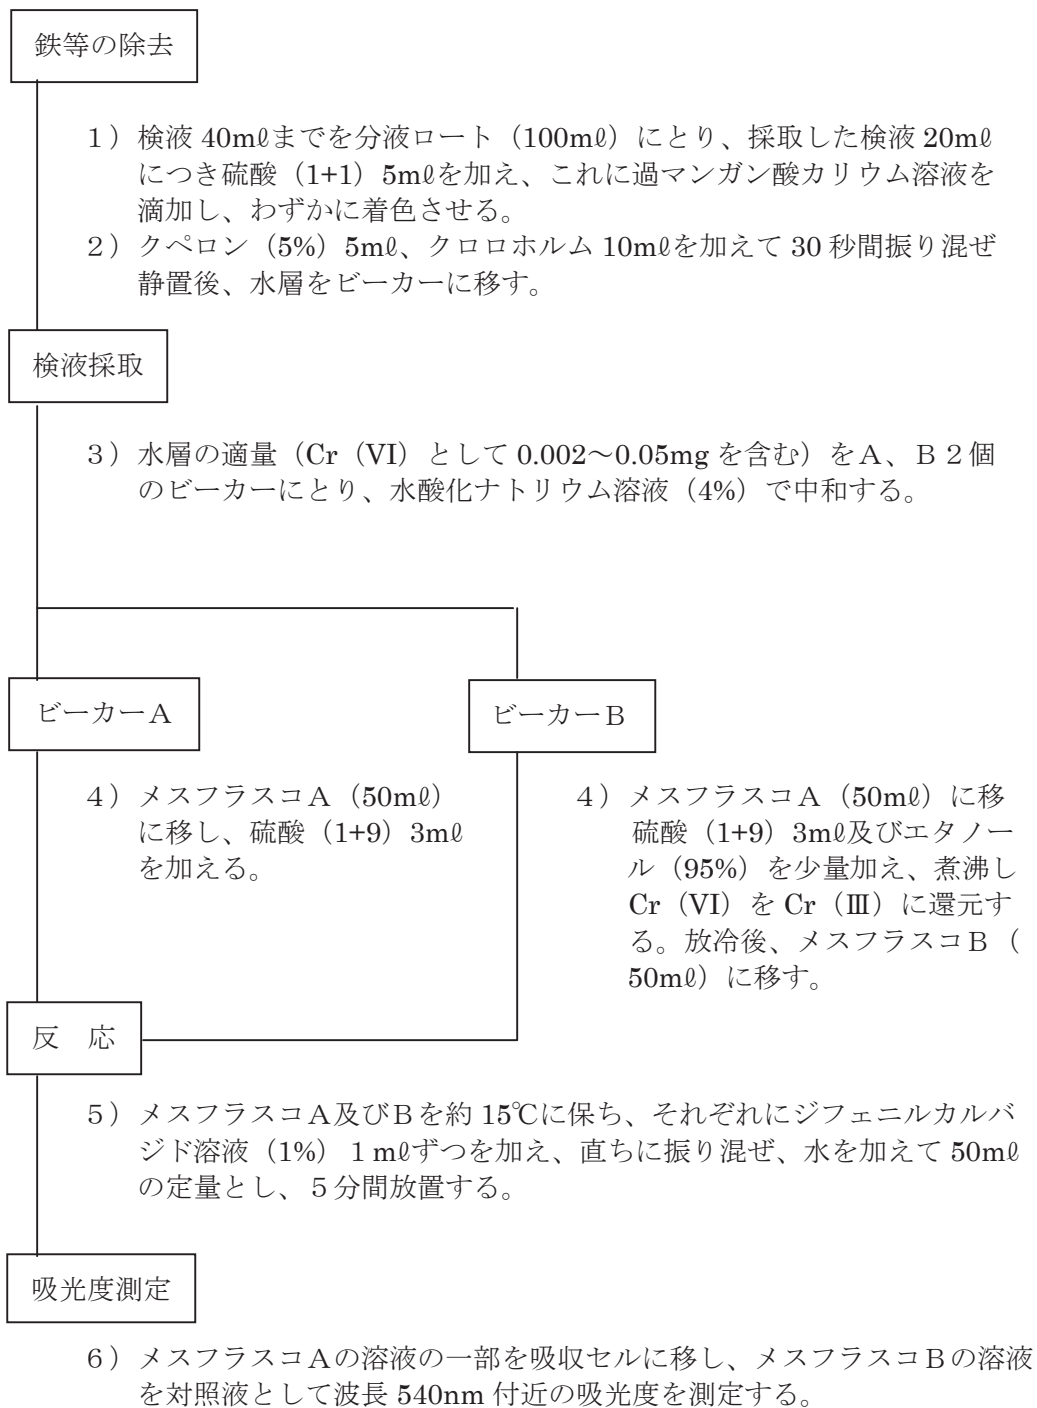 鉄等の除去
１）検液 40mℓまでを分液ロート（100mℓ）にとり、採取した検液 20mℓ
につき硫酸（1+1）5mℓを加え、これに過マンガン酸カリウム溶液を
滴加し、わずかに着色させる。
２）クペロン（5%）5mℓ、クロロホルム 10mℓを加えて 30 秒間振り混ぜ
静置後、水層をビーカーに移す。
検液採取
３）水層の適量（Cr（VI）として 0.002～0.05mg を含む）をＡ、Ｂ２個
のビーカーにとり、水酸化ナトリウム溶液（4%）で中和する。
ビーカーＡ
ビーカーＢ
４）メスフラスコＡ（50mℓ）
に移し、硫酸（1+9）3mℓ
を加える。
４）メスフラスコＡ（50mℓ）に移
硫酸（1+9）3mℓ及びエタノー
ル（95%）を少量加え、煮沸し
Cr（VI）を Cr（Ⅲ）に還元す
る。放冷後、メスフラスコＢ（
50mℓ）に移す。
反　応
５）メスフラスコＡ及びＢを約 15℃に保ち、それぞれにジフェニルカルバ
ジド溶液（1%）１mℓずつを加え、直ちに振り混ぜ、水を加えて 50mℓ
の定量とし、５分間放置する。
吸光度測定
６）メスフラスコＡの溶液の一部を吸収セルに移し、メスフラスコＢの溶液
を対照液として波長 540nm 付近の吸光度を測定する。